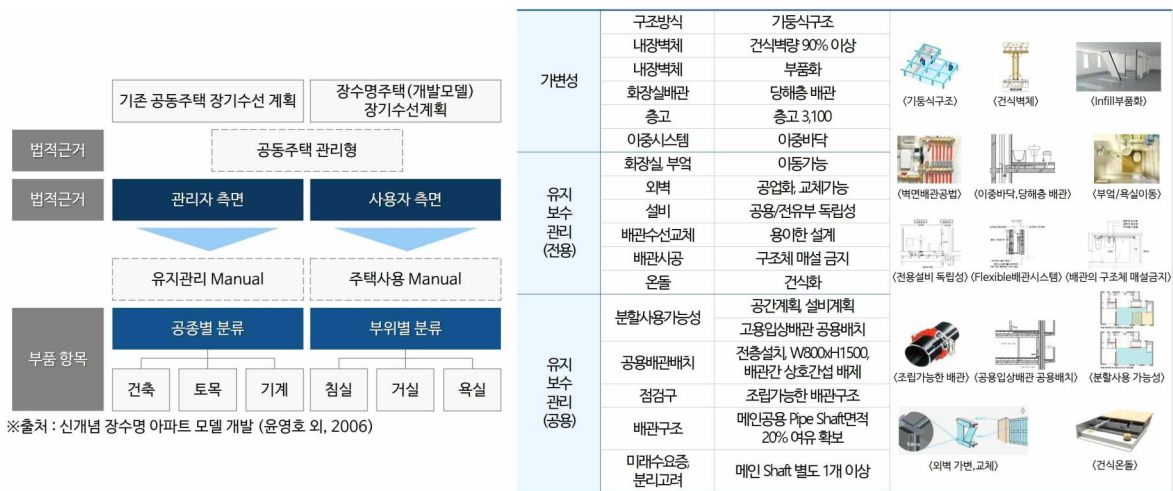 기존 공동주택 장기수선 계획
장수명주택(개발모델)
장기수선계획
법적근거
공동주택 관리형
법적근거
관리자 측면
사용자 측면
유지관리 Manual
주택사용 Manual
부품 항목
공종별 분류
부위별 분류
건축
토목
기계
침실
거실
욕실
※출처 : 신개념 장수명 아파트 모델 개발 (윤영호 외, 2006)
가변성
구조방식 기둥식구조
내장벽체 건식벽량 90% 이상
내장벽체 부품화
화장실배관 당해층 배관
층고 층고 3,100
이중시스템 이중바닥
유지
보수
관리
(전용)
화장실, 부엌 이동가능
외벽 공업화, 교체가능
설비 공용/전유부 독립성
배관수선교체 용이한 설계
배관시공 구조체 매설 금지
온돌 건식화
유지
보수
관리
(공용)
분할사용가능성 공간계획, 설비계획
고용입상배관 공용배치
공용배관배치 전층설치, W800xH1500,
배관간 상호간섭 배제
점검구 조립가능한 배관구조
배관구조 메인공용 Pipe Shaft면적
20% 여유 확보
미래수요증,
분리고려
메인 Shaft 별도 1개 이상
<기둥식구조>
<건식벽체>
<Infill부품화>
<벽면배관공법>
<이중바닥,당해층 배관>
<부엌/욕실이동>
<전용설비 독립성>
<Flexible배관시스템>
<배관의 구조체 매설금지>
<조립가능한 배관>
<공용입상배관 공용배치>
<분할사용 가능성>
<외벽 가변,교체>
<건식온돌>